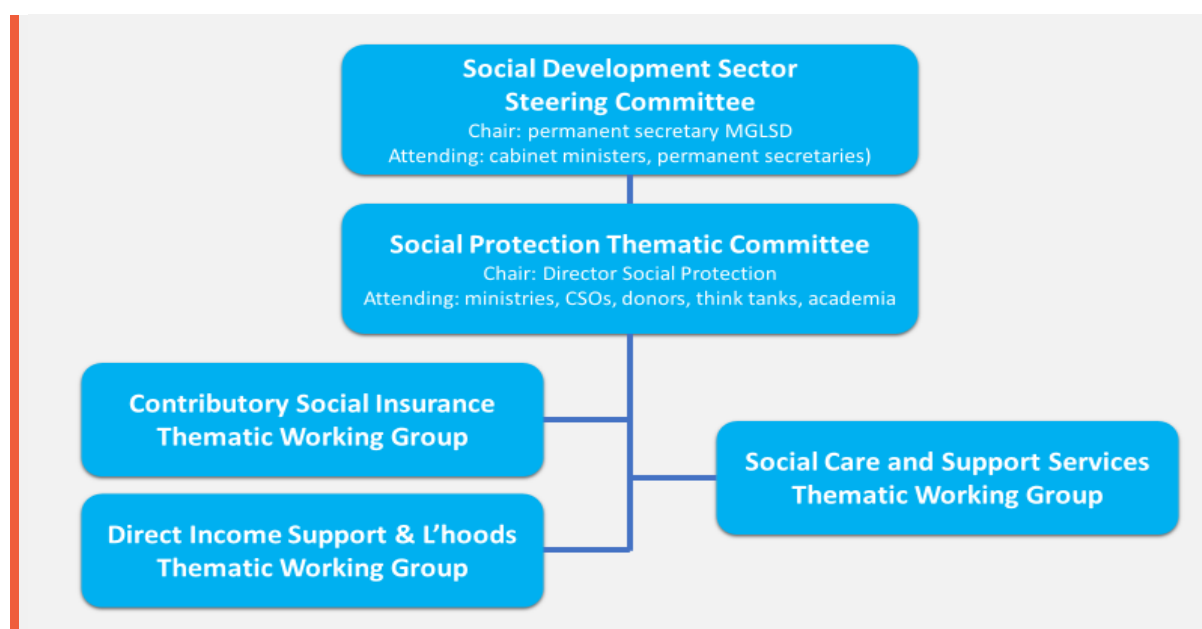 Social Development Sector
Steering Committee
Chair: permanent secretary MGLSD
Attending: cabinet ministers, permanent secretaries)
Social Protection Thematic Committee
Chair: Director Social Protection
Attending: ministries, CSOs, donors, think tanks, academia
Contributory Social Insurance
Thematic Working Group
Social Care and Support Services
Thematic Working Group
Direct Income Support & L’hoods
Thematic Working Group